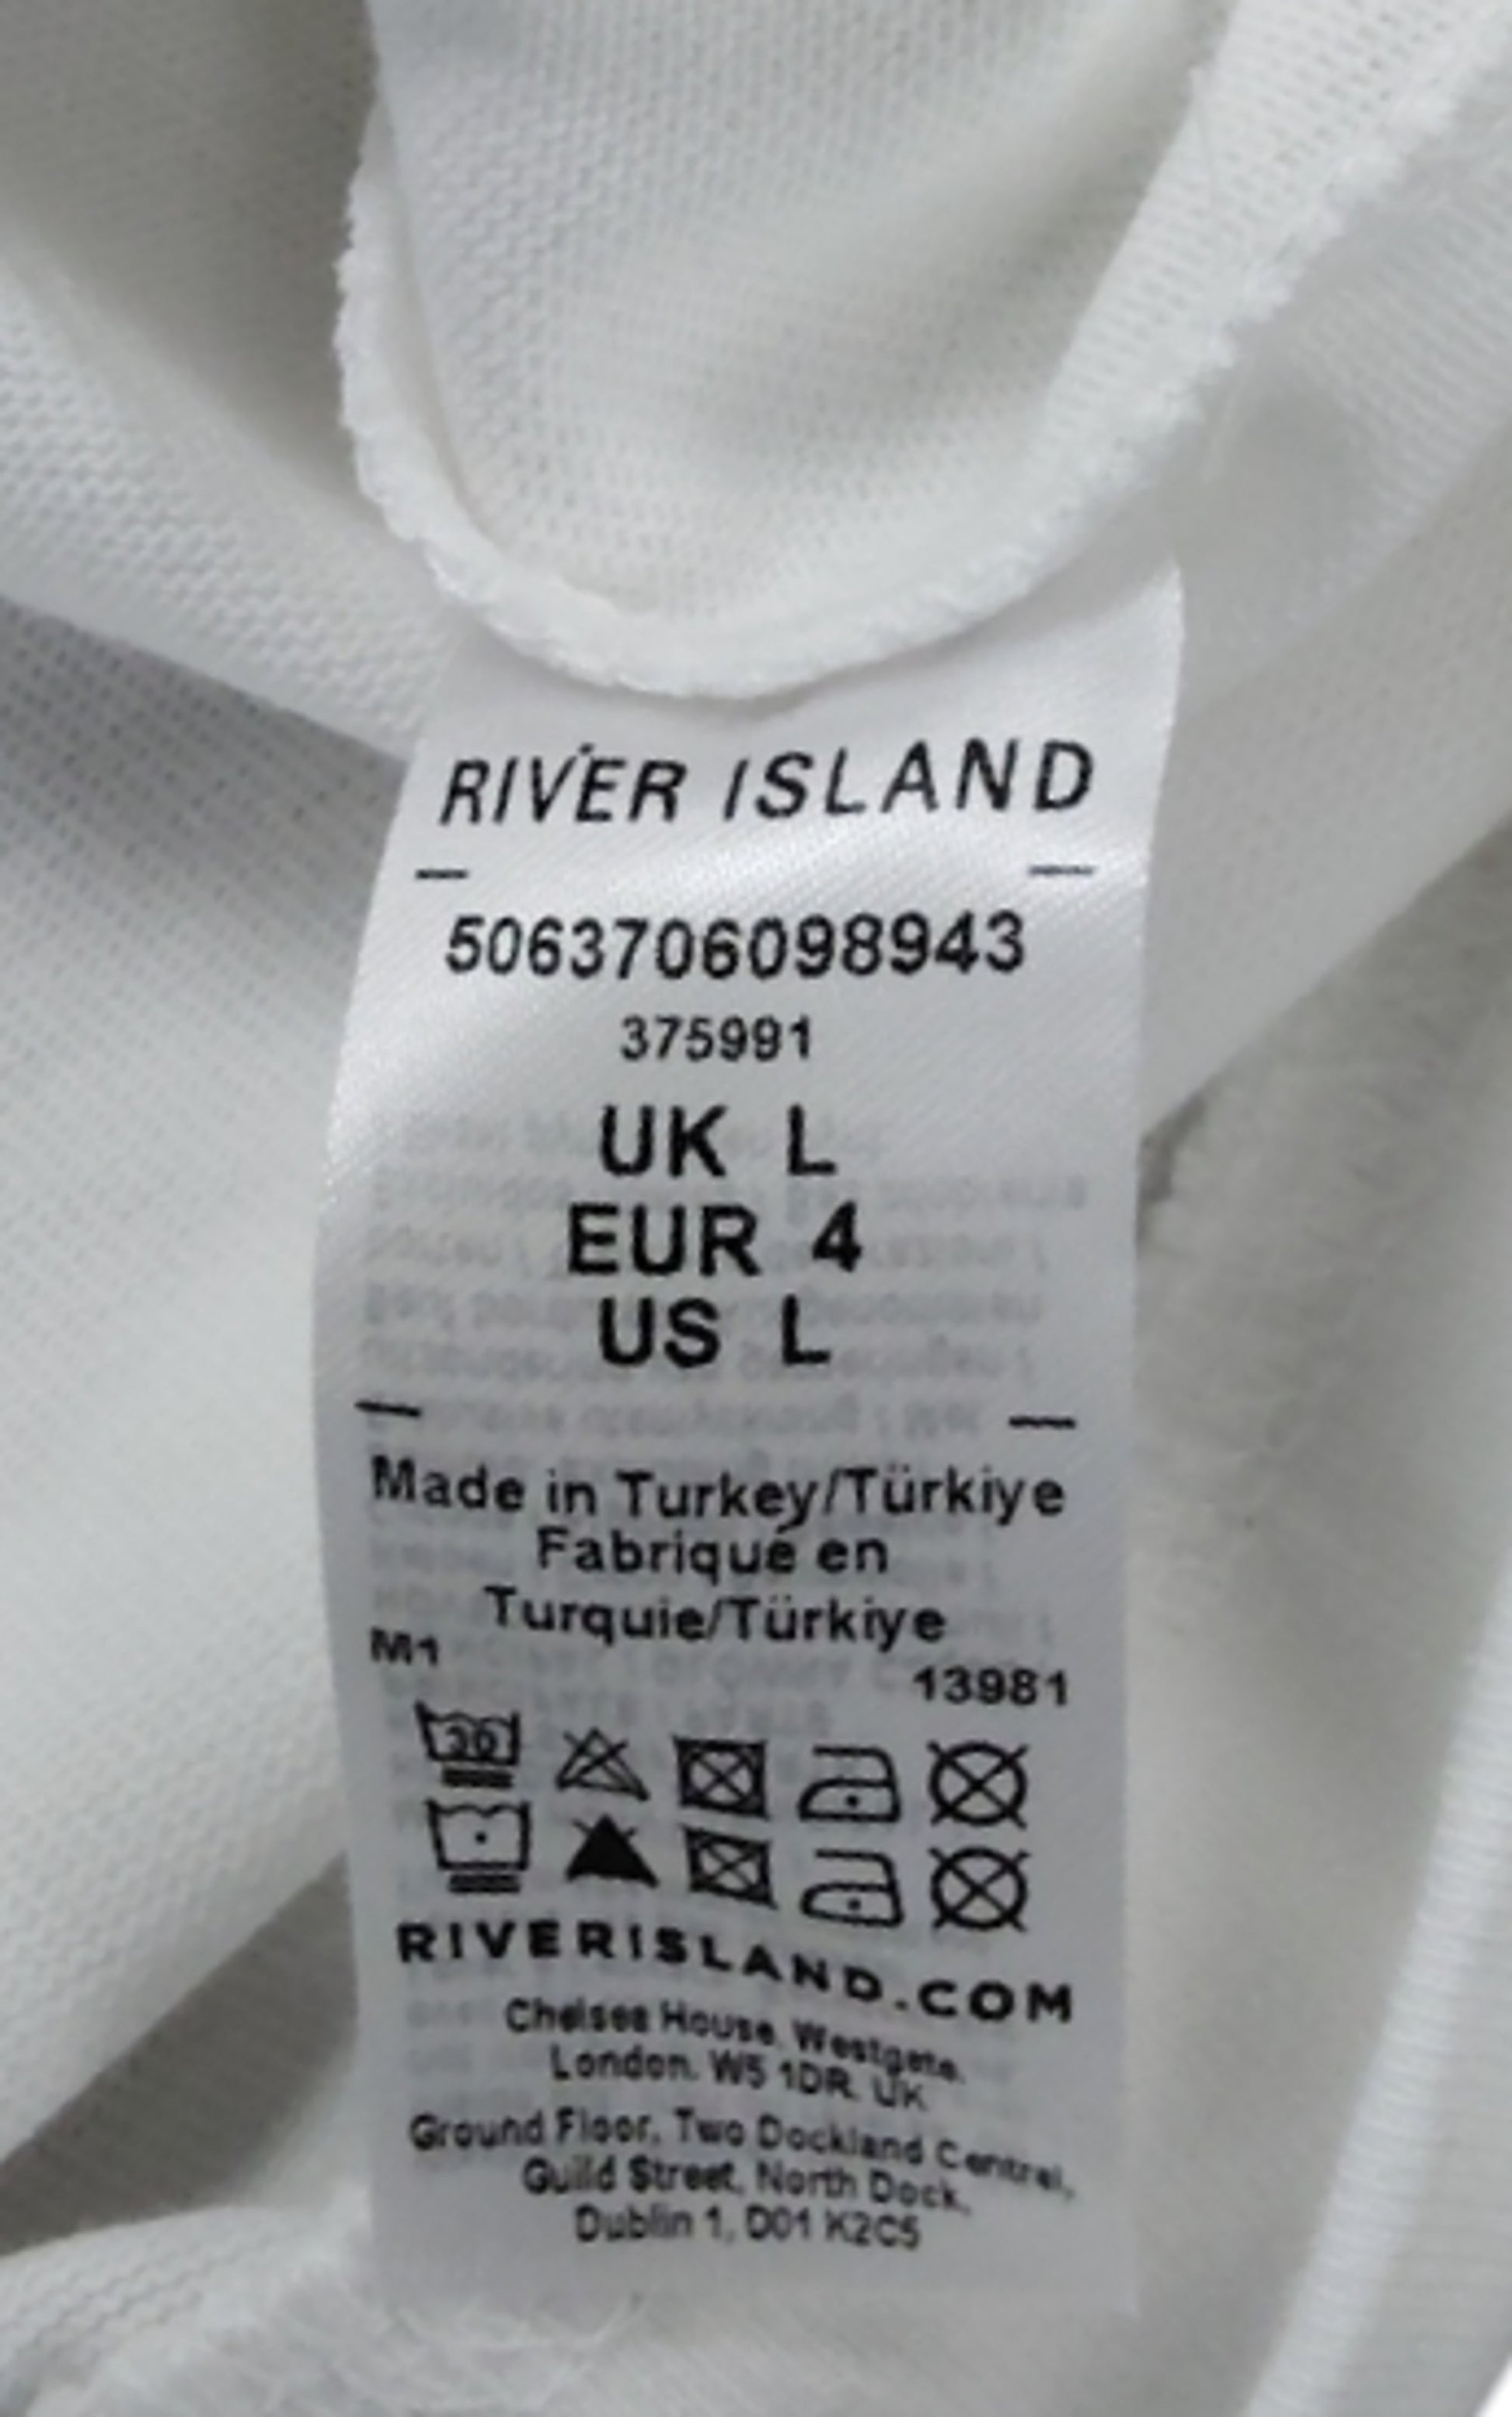 RIVER ISLAND
5063706098943
375991
UK L
EUR 4
US L
Made in Turkey/Türkiye
Fabriqué en
Turquie/Türkiye
M1
13981
30
RIVERISLAND.COM
Chelsea House, Westgate,
London. W5 1DR. UK
Ground Floor, Two Dockland Central,
Guild Street, North Dock,
Dublin 1, D01 K2C5